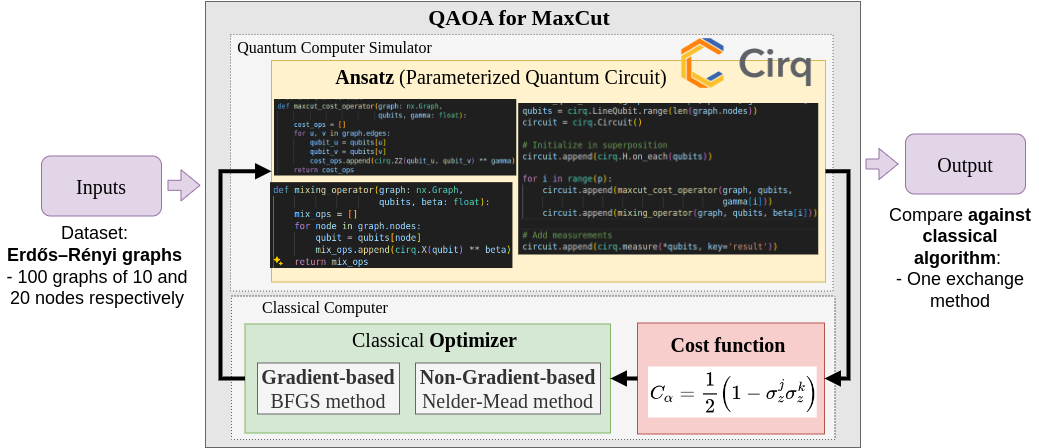 QAOA for MaxCut
Quantum Computer Simulator
Cirq
Ansatz (Parameterized Quantum Circuit)
def maxcut_cost_operator(graph: nx.Graph,
qubits, gamma: float):
cost_ops = []
for u, v in graph.edges:
qubit_u = qubits[u]
qubit_v = qubits[v]
cost_ops.append(cirq.ZZ(qubit_u, qubit_v) ** gamma)
return cost_ops
def mixing_operator(graph: nx.Graph,
qubits, beta: float):
mix_ops = []
for node in graph.nodes:
qubit = qubits[node]
mix_ops.append(cirq.X(qubit) ** beta)
return mix_ops
qubits = cirq.LineQubit.range(len(graph.nodes))
circuit = cirq.Circuit()
# Initialize in superposition
circuit.append(cirq.H.on_each(qubits))
for i in range(p):
circuit.append(maxcut_cost_operator(graph, qubits,
gamma[i]))
circuit.append(mixing_operator(graph, qubits, beta[i]))
# Add measurements
circuit.append(cirq.measure(*qubits, key='result'))
Inputs
Dataset:
Erdős–Rényi graphs
- 100 graphs of 10 and
20 nodes respectively
Output
Compare against
classical
algorithm:
- One exchange
method
Classical Computer
Classical Optimizer
Gradient-based
BFGS method
Non-Gradient-based
Nelder-Mead method
Cost function
C_α = 1/2 (1 − σ_z^j σ_z^k)